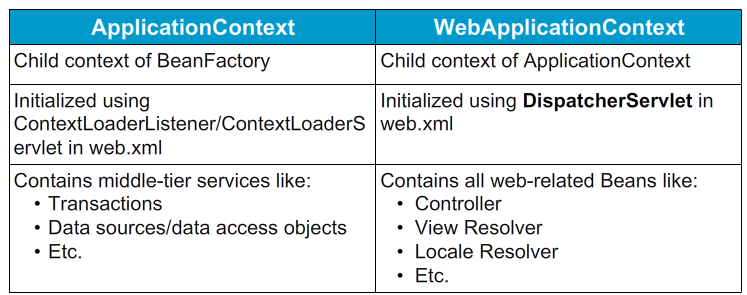 ApplicationContext
WebApplicationContext
Child context of BeanFactory
Child context of ApplicationContext
Initialized using
ContextLoaderListener/ContextLoaderS
ervlet in web.xml
Initialized using DispatcherServlet in
web.xml
Contains middle-tier services like:
• Transactions
• Data sources/data access objects
• Etc.
Contains all web-related Beans like:
• Controller
• View Resolver
• Locale Resolver
• Etc.